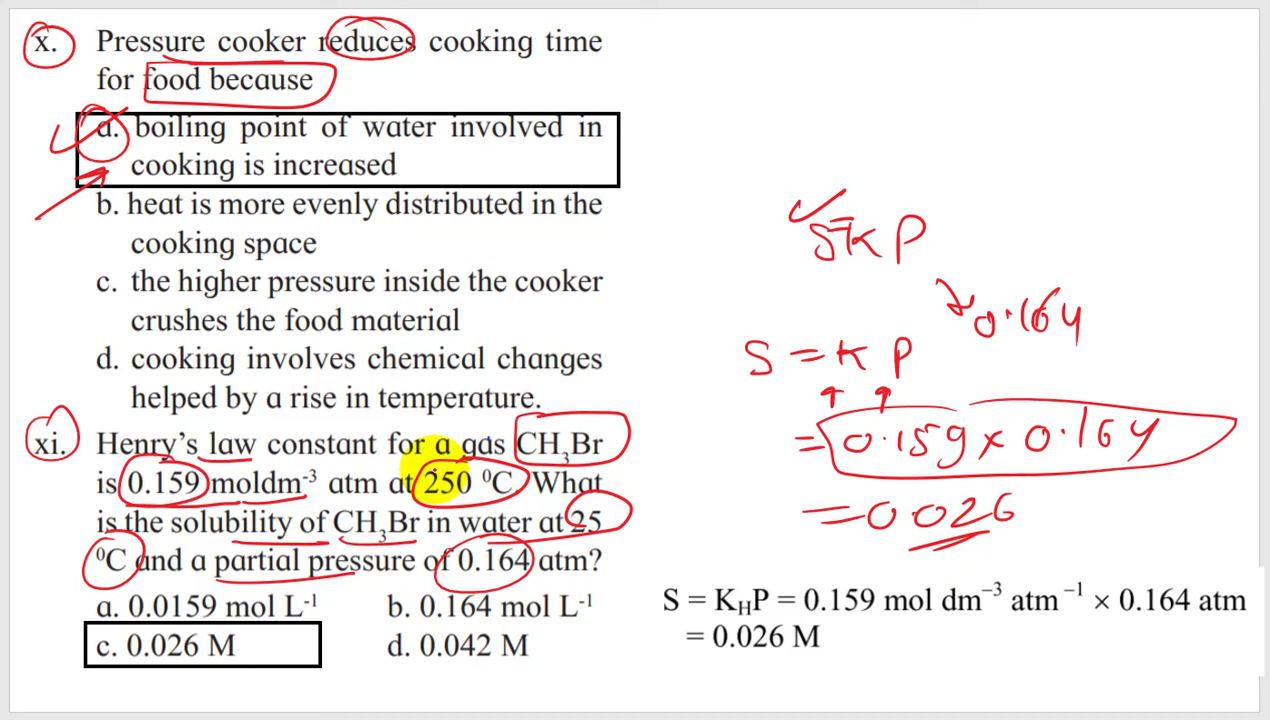 x. Pressure cooker reduces cooking time
for food because
a. boiling point of water involved in
cooking is increased
b. heat is more evenly distributed in the
cooking space
c. the higher pressure inside the cooker
crushes the food material
d. cooking involves chemical changes
helped by a rise in temperature.
xi. Henry's law constant for a gas CH₃Br
is 0.159 moldm⁻³ atm at 250 ⁰C. What
is the solubility of CH₃Br in water at 25
⁰C and a partial pressure of 0.164 atm?
a. 0.0159 mol L⁻¹ b. 0.164 mol L⁻¹
c. 0.026 M d. 0.042 M
S=KP
0.164
S = K P
= 0.159 × 0.164
= 0.026
S = K_HP = 0.159 mol dm⁻³ atm⁻¹ × 0.164 atm
= 0.026 M